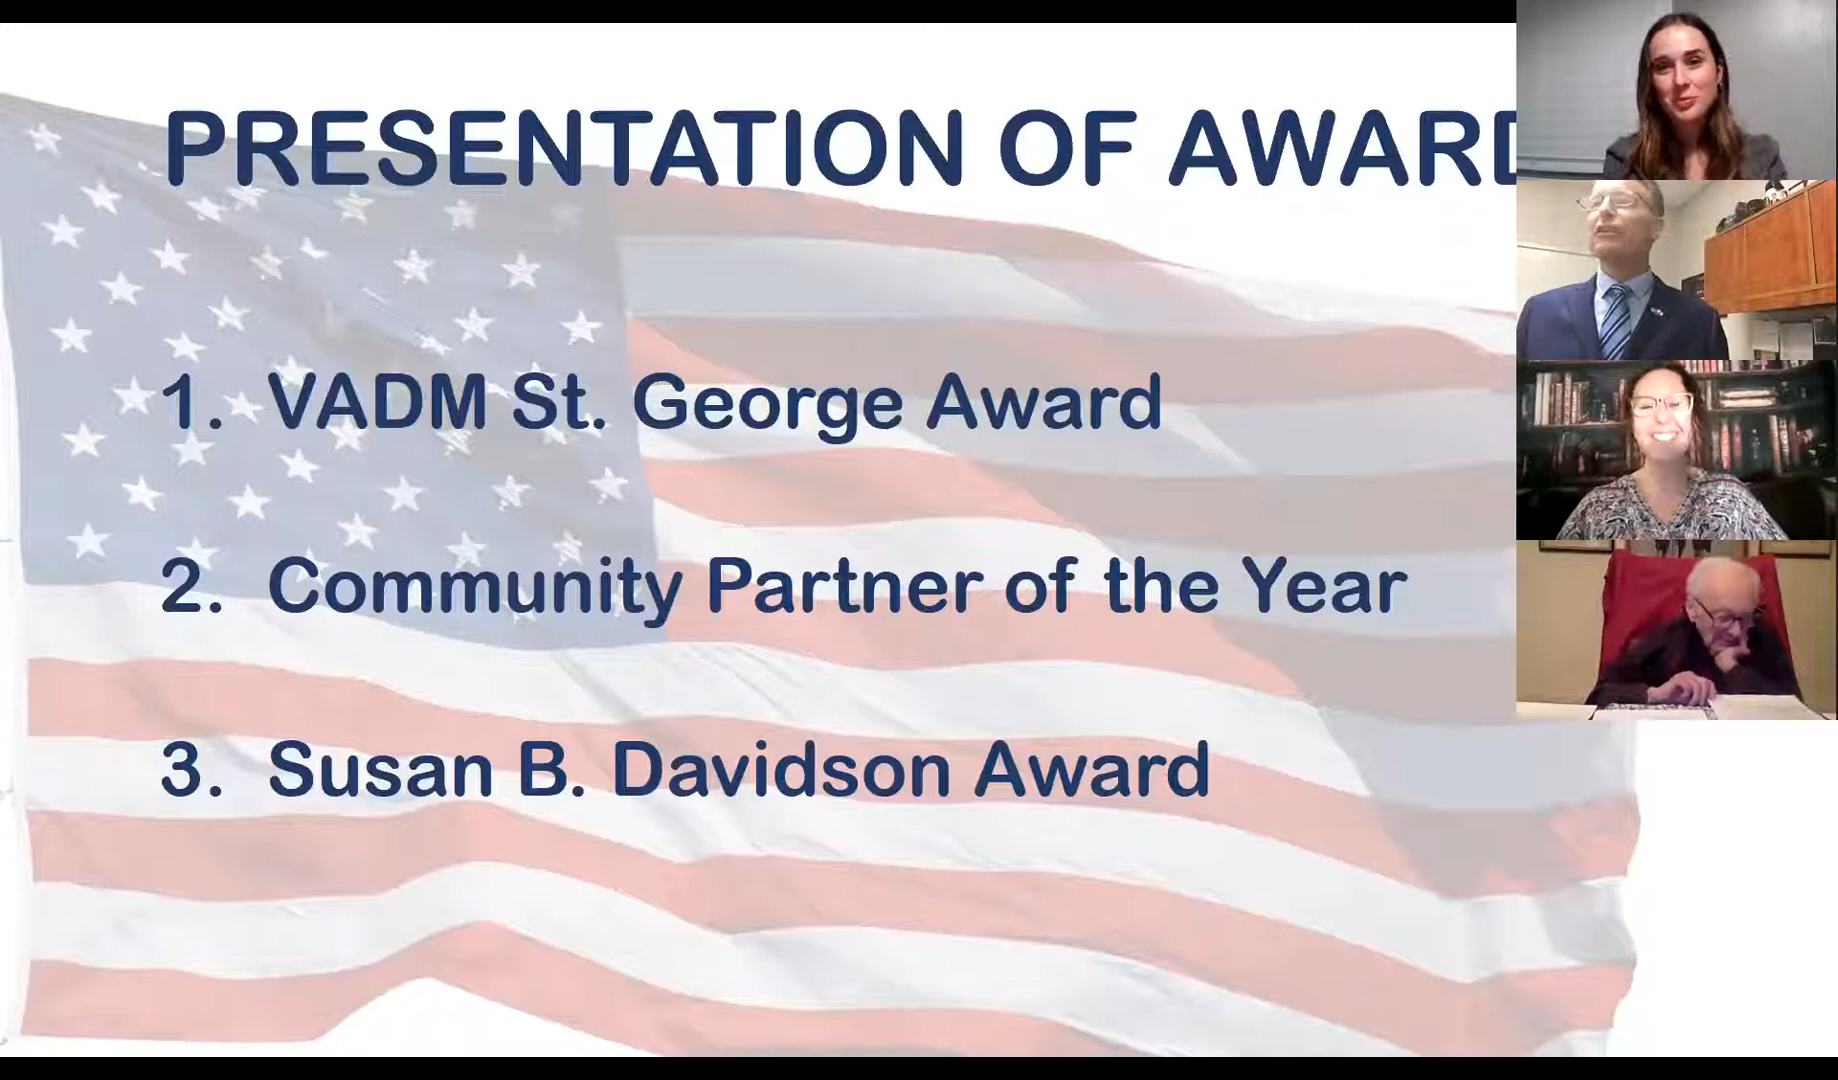 PRESENTATION OF AWARD
1. VADM St. George Award
2. Community Partner of the Year
3. Susan B. Davidson Award